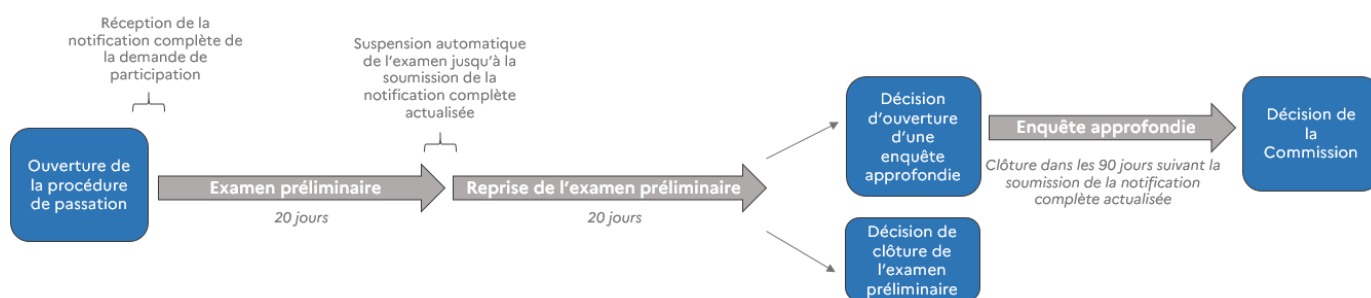 Réception de la
notification complète de
la demande de
participation
Suspension automatique
de l'examen jusqu'à la
soumission de la
notification complète
actualisée
Ouverture de
la procédure
de passation
Examen préliminaire
20 jours
Reprise de l'examen préliminaire
20 jours
Décision
d'ouverture
d'une
enquête
approfondie
Enquête approfondie
Clôture dans les 90 jours suivant la
soumission de la notification
complète actualisée
Décision de
la
Commission
Décision de
clôture de
l'examen
préliminaire